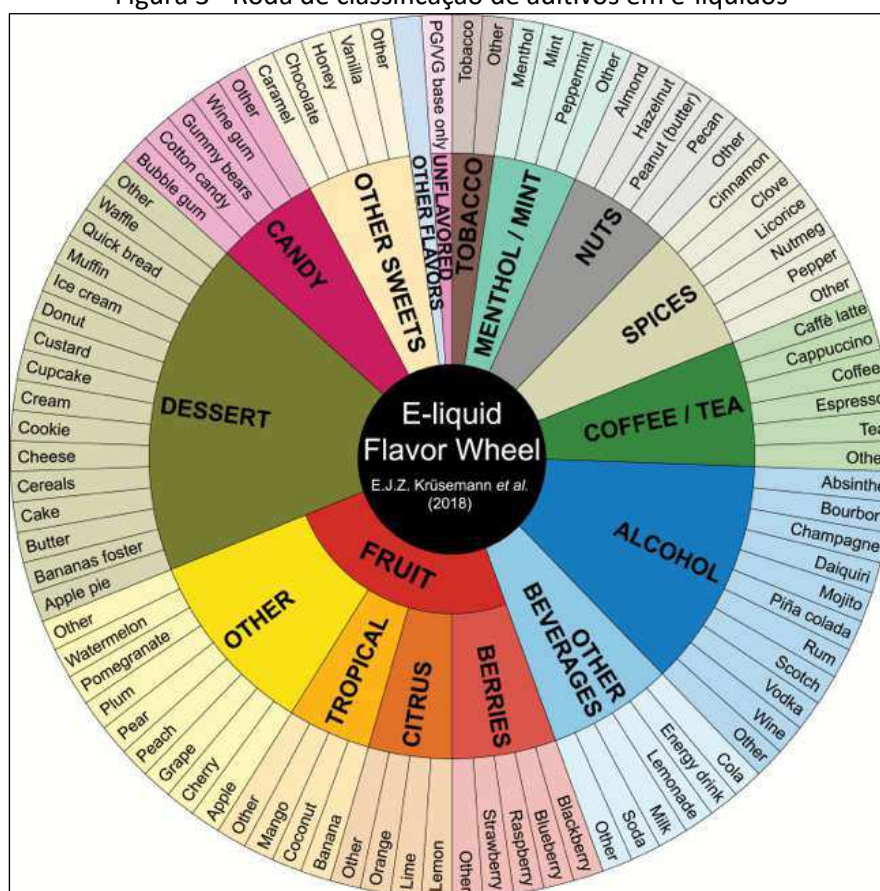 Figura 3 - Roda de classificação de aditivos em e-líquidos
E-liquid
Flavor Wheel
E.J.Z. Krüsemann et al.
(2018)
UNFLAVORED
PG/VG base only
TOBACCO
Tobacco
Other
MENTHOL / MINT
Menthol
Mint
Peppermint
Other
NUTS
Almond
Hazelnut
Peanut (butter)
Pecan
Other
SPICES
Cinnamon
Clove
Licorice
Nutmeg
Pepper
Other
COFFEE / TEA
Caffè latte
Cappuccino
Coffee
Espresso
Tea
Other
ALCOHOL
Absinthe
Bourbon
Champagne
Daiquiri
Mojito
Piña colada
Rum
Scotch
Vodka
Wine
Other
OTHER
BEVERAGES
Cola
Energy drink
Lemonade
Milk
Soda
Other
FRUIT
BERRIES
Blackberry
Blueberry
Raspberry
Strawberry
Other
CITRUS
Lemon
Lime
Orange
Other
TROPICAL
Banana
Coconut
Mango
Other
OTHER
Apple
Cherry
Grape
Peach
Pear
Plum
Pomegranate
Watermelon
Other
DESSERT
Apple pie
Bananas foster
Butter
Cake
Cereals
Cheese
Cookie
Cream
Cupcake
Custard
Donut
Ice cream
Muffin
Quick bread
Waffle
Other
CANDY
Bubble gum
Cotton candy
Gummy bears
Wine gum
Other
OTHER SWEETS
Caramel
Chocolate
Honey
Vanilla
Other
OTHER FLAVORS